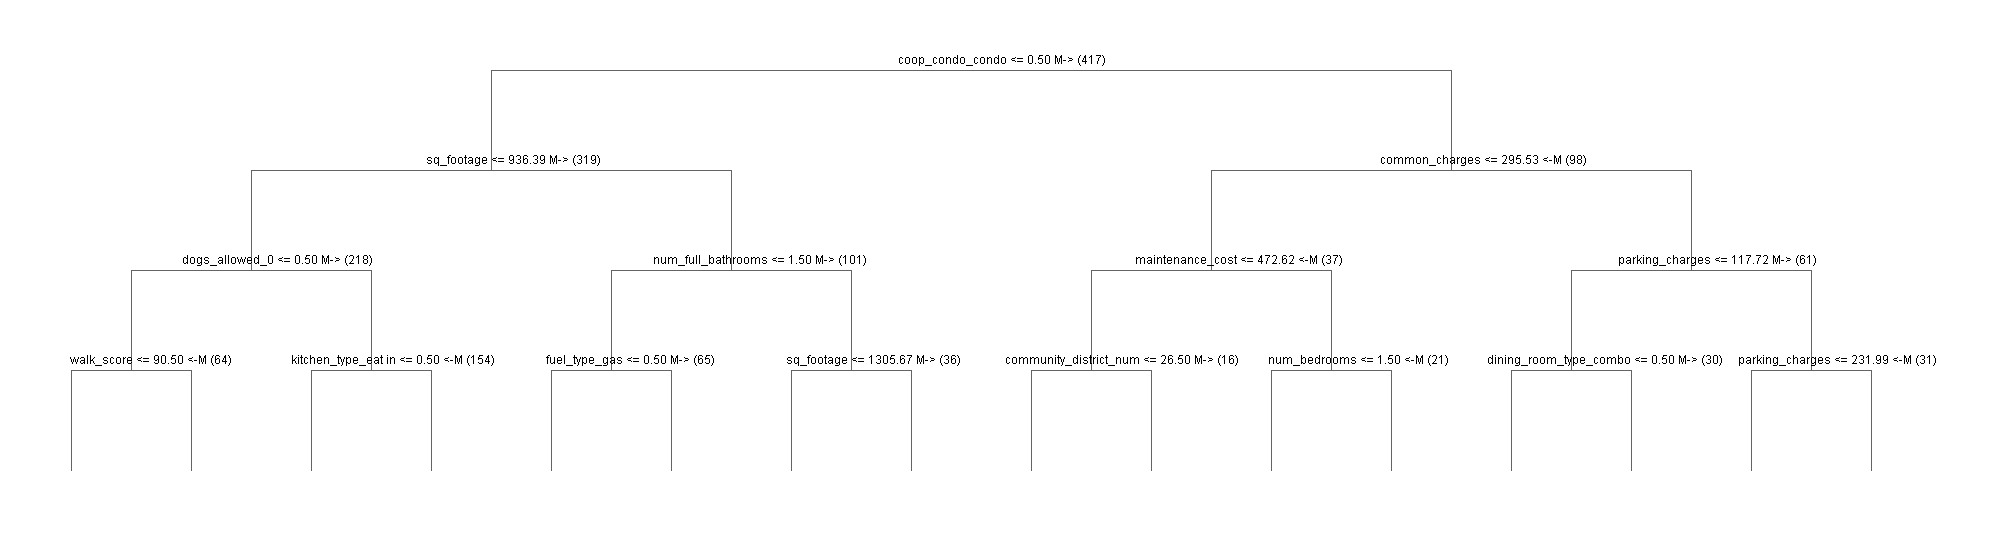 coop_condo_condo <= 0.50 M-> (417)
sq_footage <= 936.39 M-> (319)
common_charges <= 295.53 <-M (98)
dogs_allowed_0 <= 0.50 M-> (218)
num_full_bathrooms <= 1.50 M-> (101)
maintenance_cost <= 472.62 <-M (37)
parking_charges <= 117.72 M-> (61)
walk_score <= 90.50 <-M (64)
kitchen_type_eat in <= 0.50 <-M (154)
fuel_type_gas <= 0.50 M-> (65)
sq_footage <= 1305.67 M-> (36)
community_district_num <= 26.50 M-> (16)
num_bedrooms <= 1.50 <-M (21)
dining_room_type_combo <= 0.50 M-> (30)
parking_charges <= 231.99 <-M (31)